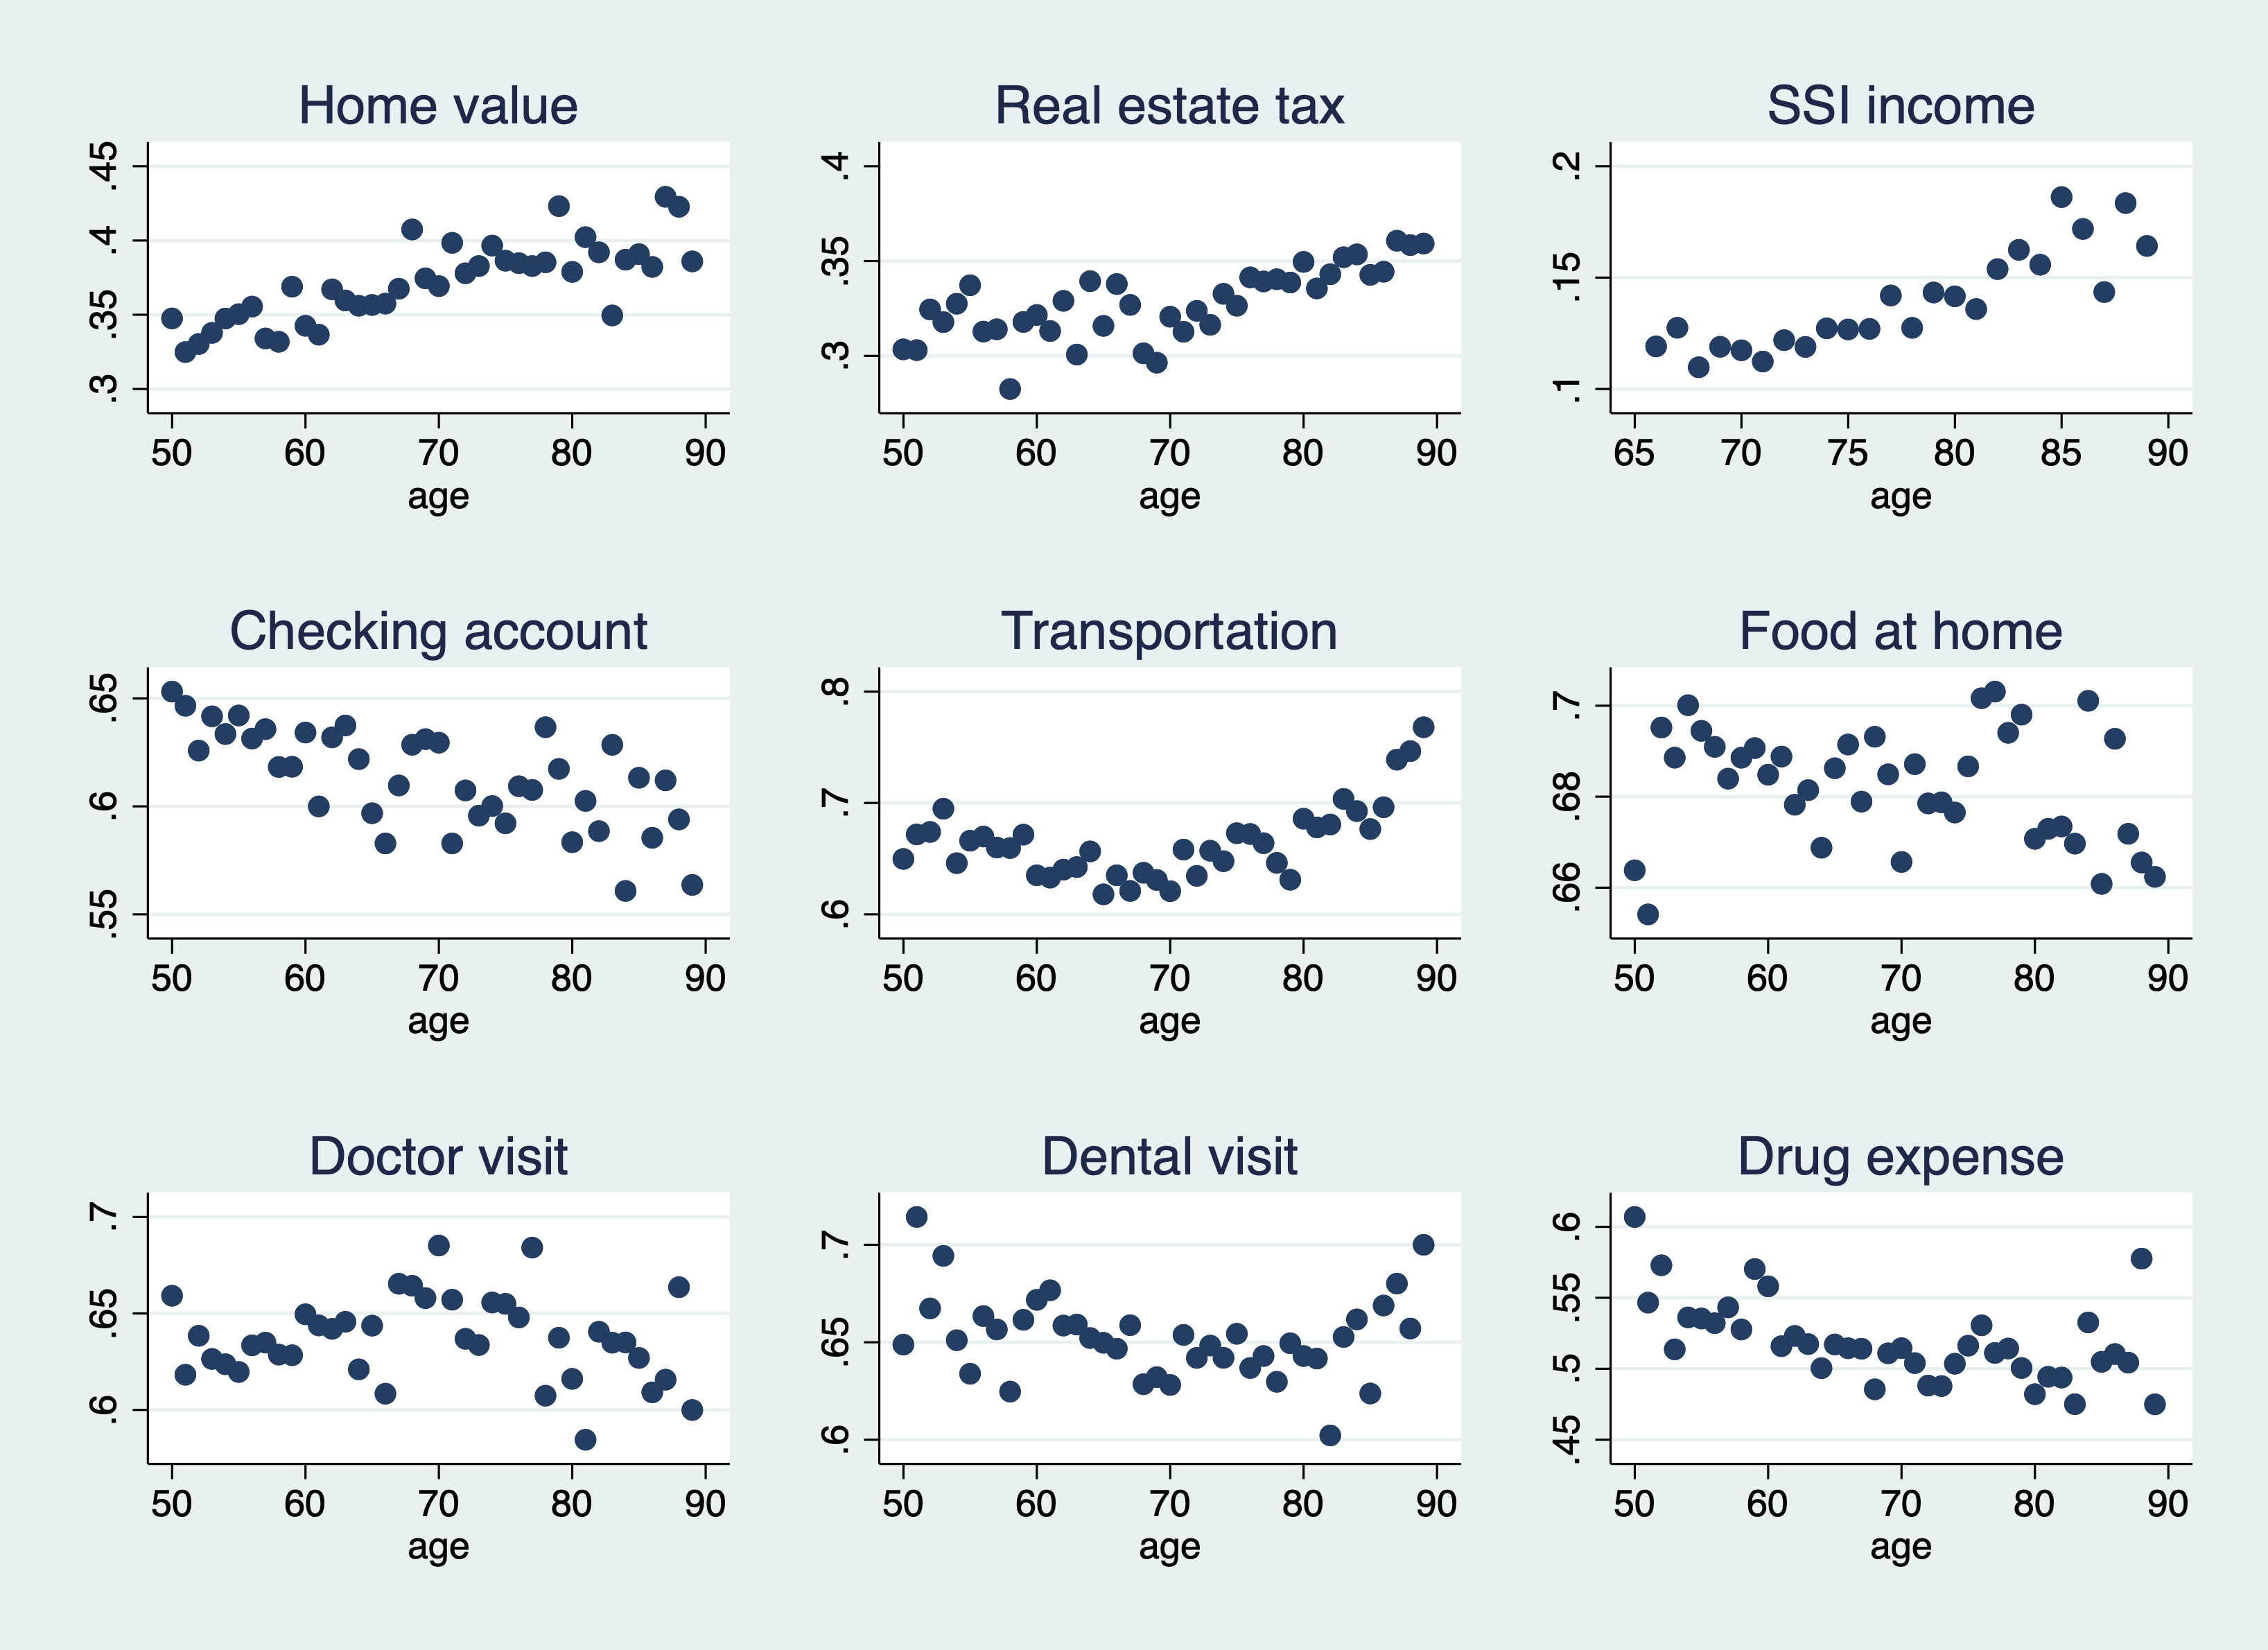 Home value
.45
.4
.35
.3
50 60 70 80 90
age
Real estate tax
.4
.35
.3
50 60 70 80 90
age
SSI income
.2
.15
.1
65 70 75 80 85 90
age
Checking account
.65
.6
.55
50 60 70 80 90
age
Transportation
.8
.7
.6
50 60 70 80 90
age
Food at home
.7
.68
.66
50 60 70 80 90
age
Doctor visit
.7
.65
.6
50 60 70 80 90
age
Dental visit
.7
.65
.6
50 60 70 80 90
age
Drug expense
.6
.55
.5
.45
50 60 70 80 90
age